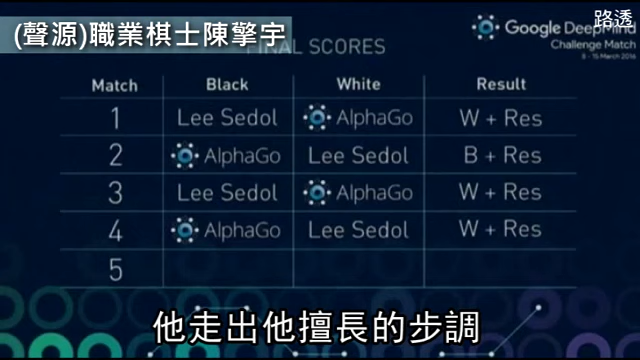 (聲源)職業棋士陳擎宇
路透
FINAL SCORES
Google DeepMind
Challenge Match
8 - 15 March 2016
Match Black White Result
1 Lee Sedol AlphaGo W + Res
2 AlphaGo Lee Sedol B + Res
3 Lee Sedol AlphaGo W + Res
4 AlphaGo Lee Sedol W + Res
5
他走出他擅長的步調